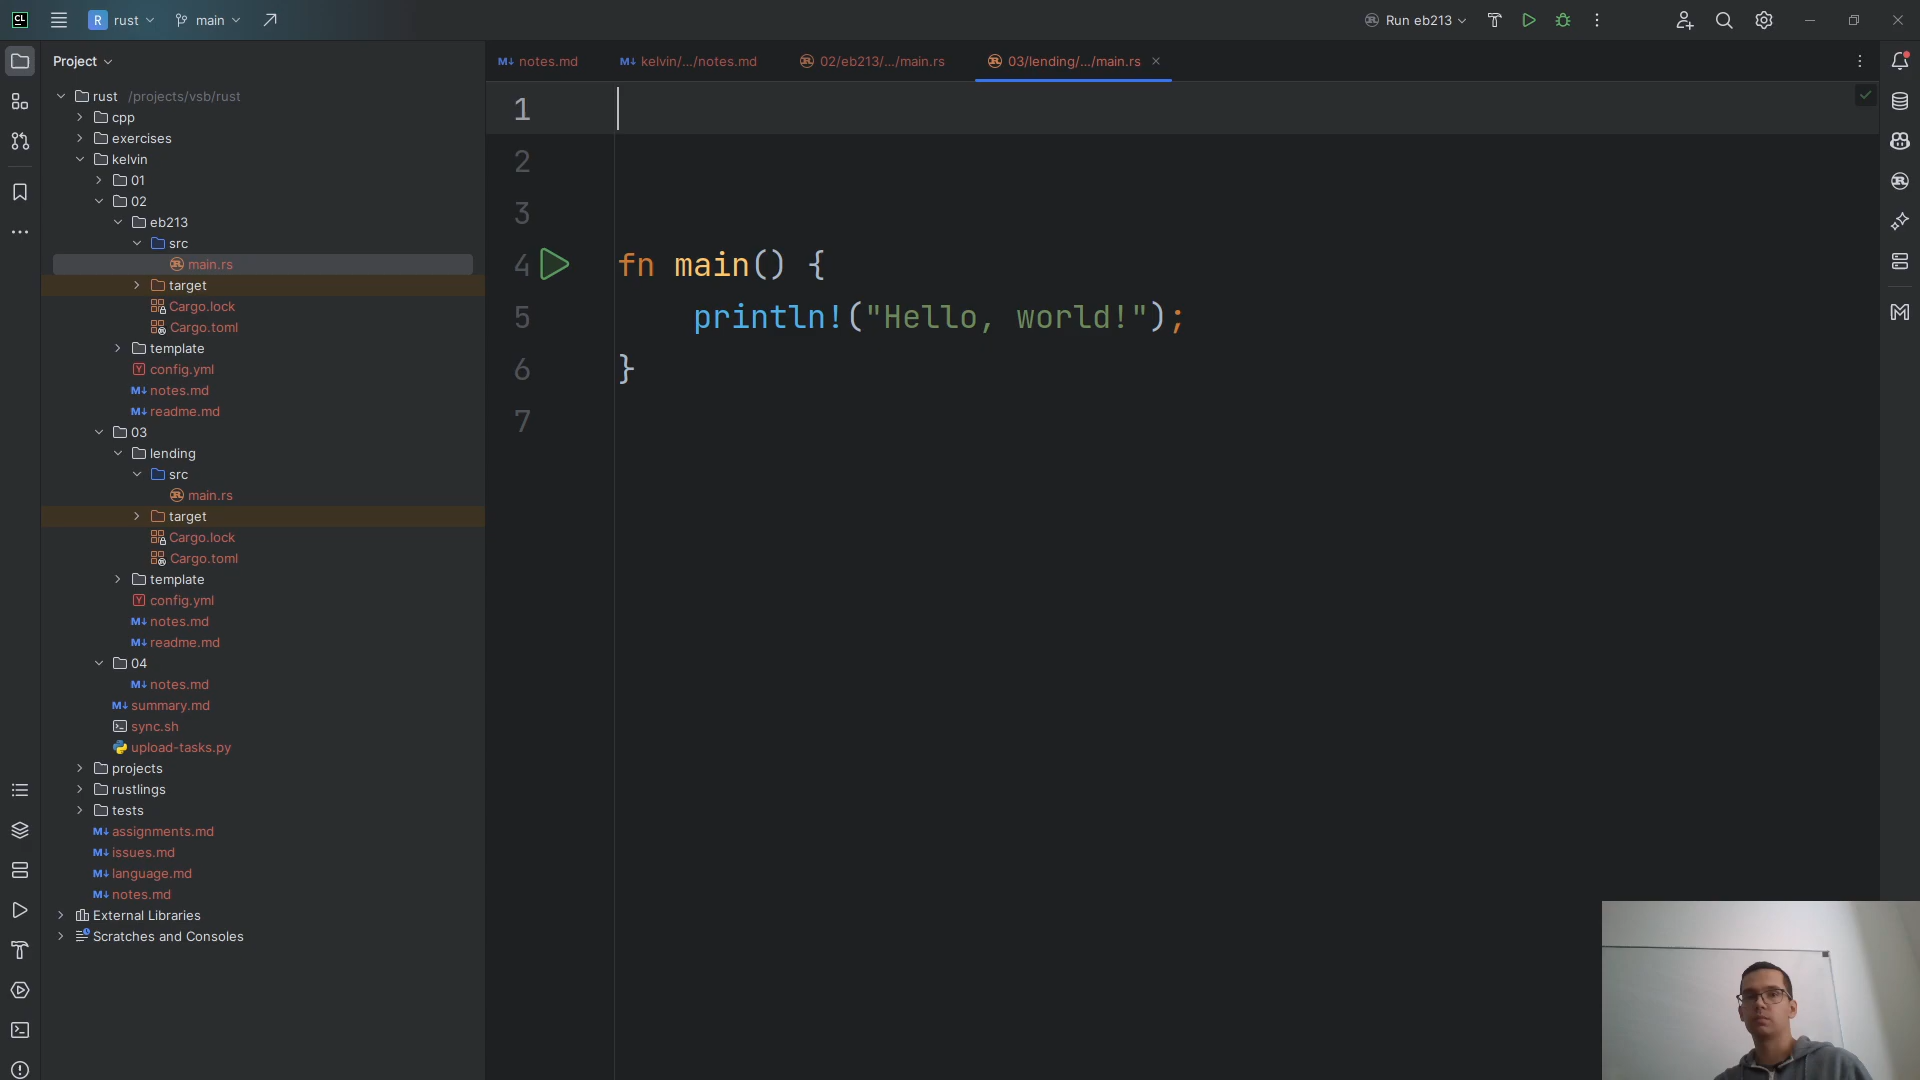 CL
R rust
main
Run eb213
Project
notes.md
kelvin/.../notes.md
02/eb213/.../main.rs
03/lending/.../main.rs
rust /projects/vsb/rust
cpp
exercises
kelvin
01
02
eb213
src
main.rs
target
Cargo.lock
Cargo.toml
template
config.yml
notes.md
readme.md
03
lending
src
main.rs
target
Cargo.lock
Cargo.toml
template
config.yml
notes.md
readme.md
04
notes.md
summary.md
sync.sh
upload-tasks.py
projects
rustlings
tests
assignments.md
issues.md
language.md
notes.md
External Libraries
Scratches and Consoles
1
2
3
4 fn main() {
5 println!("Hello, world!");
6 }
7